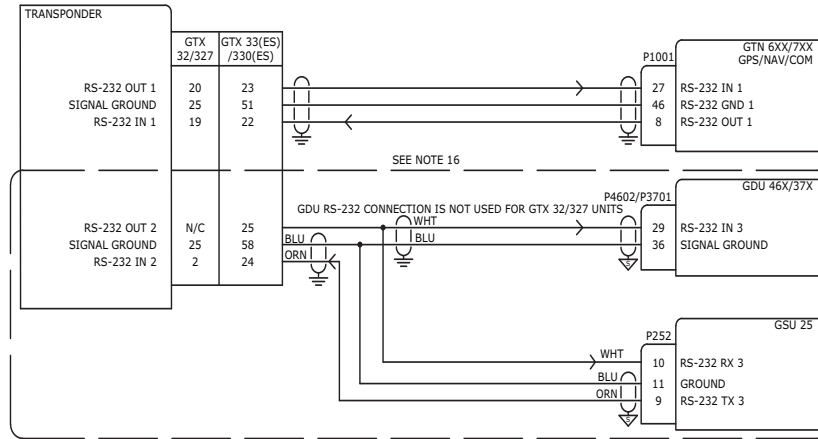 TRANSPONDER
GTX 32/327
GTX 33(ES) /330(ES)
RS-232 OUT 1 20 23
SIGNAL GROUND 25 51
RS-232 IN 1 19 22
P1001
GTN 6XX/7XX
GPS/NAV/COM
27 RS-232 IN 1
46 RS-232 GND 1
8 RS-232 OUT 1
SEE NOTE 16
GDU RS-232 CONNECTION IS NOT USED FOR GTX 32/327 UNITS
RS-232 OUT 2 N/C 25
SIGNAL GROUND 25 58
RS-232 IN 2 2 24
WHT
BLU
BLU
ORN
P4602/P3701
GDU 46X/37X
29 RS-232 IN 3
36 SIGNAL GROUND
S
P252
GSU 25
WHT
10 RS-232 RX 3
BLU
11 GROUND
ORN
9 RS-232 TX 3
S